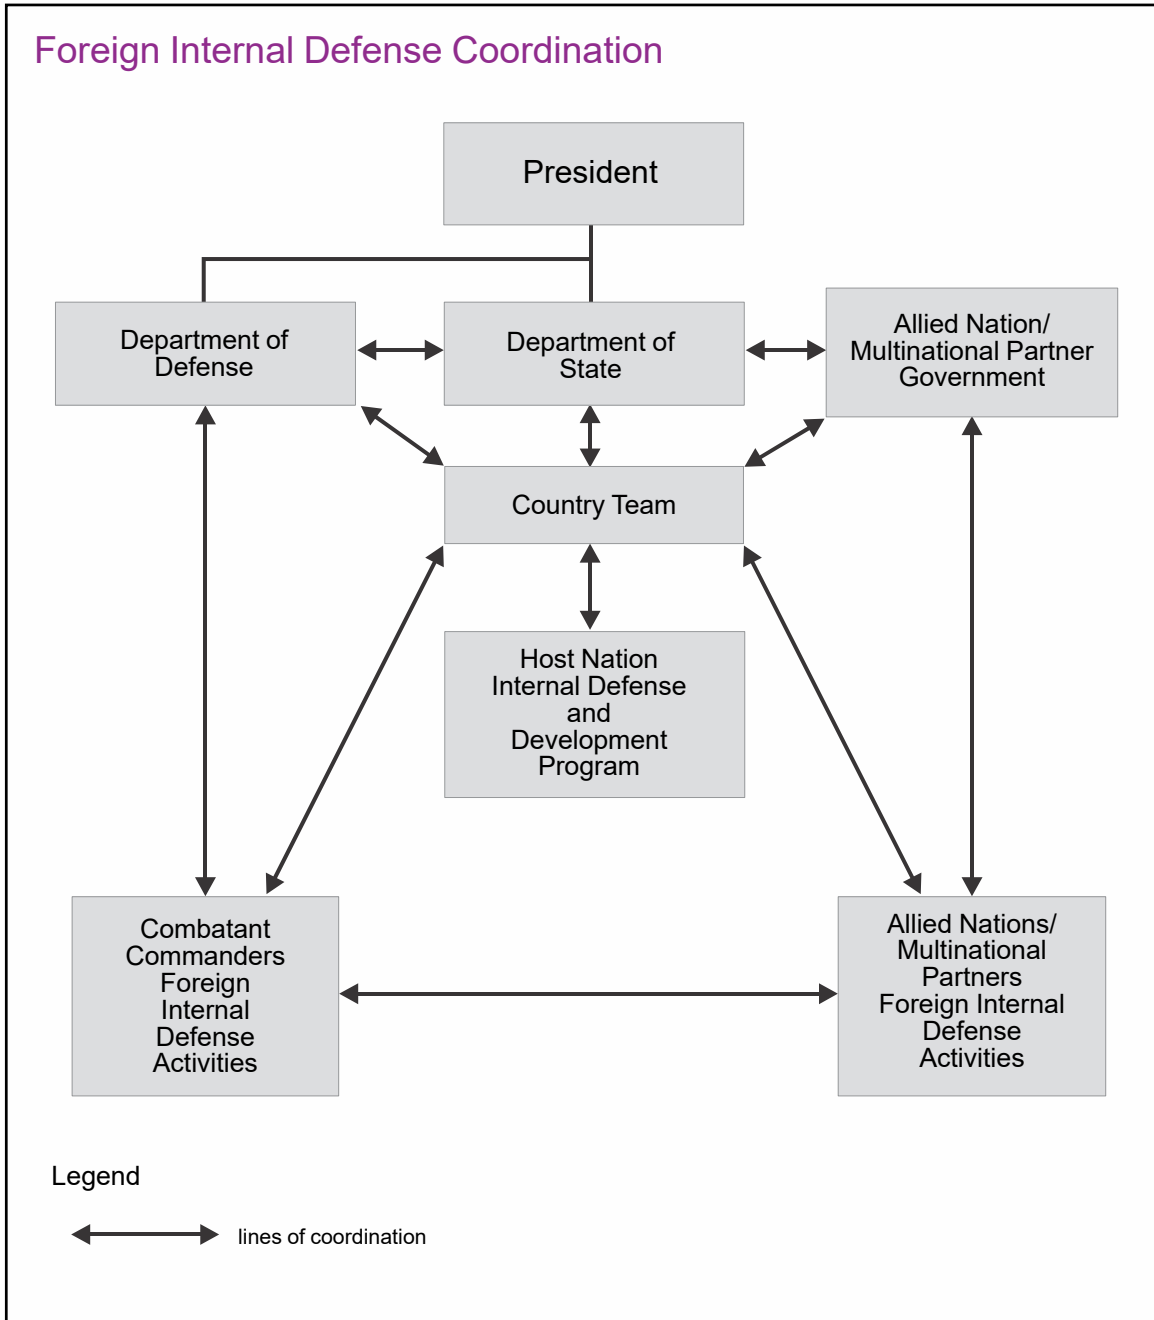 Foreign Internal Defense Coordination
President
Department of
Defense
Department of
State
Allied Nation/
Multinational Partner
Government
Country Team
Host Nation
Internal Defense
and
Development
Program
Combatant
Commanders
Foreign
Internal
Defense
Activities
Allied Nations/
Multinational
Partners
Foreign Internal
Defense
Activities
Legend
lines of coordination